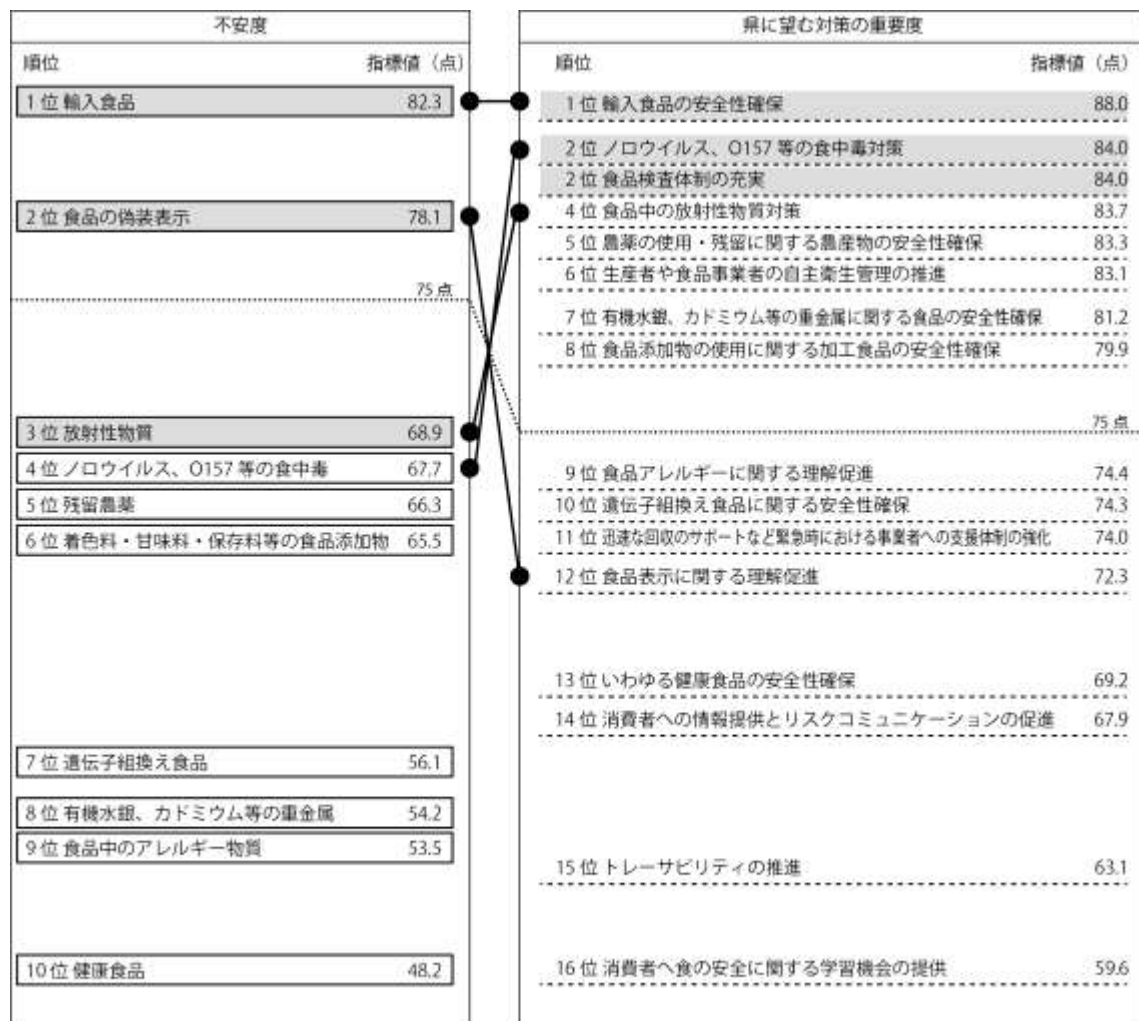 不安度
順位 指標値（点）
1位 輸入食品 82.3
2位 食品の偽装表示 78.1
75点
3位 放射性物質 68.9
4位 ノロウイルス、O157等の食中毒 67.7
5位 残留農薬 66.3
6位 着色料・甘味料・保存料等の食品添加物 65.5
7位 遺伝子組換え食品 56.1
8位 有機水銀、カドミウム等の重金属 54.2
9位 食品中のアレルギー物質 53.5
10位 健康食品 48.2
県に望む対策の重要度
順位 指標値（点）
1位 輸入食品の安全性確保 88.0
2位 ノロウイルス、O157等の食中毒対策 84.0
2位 食品検査体制の充実 84.0
4位 食品中の放射性物質対策 83.7
5位 農薬の使用・残留に関する農産物の安全性確保 83.3
6位 生産者や食品事業者の自主衛生管理の推進 83.1
7位 有機水銀、カドミウム等の重金属に関する食品の安全性確保 81.2
8位 食品添加物の使用に関する加工食品の安全性確保 79.9
75点
9位 食品アレルギーに関する理解促進 74.4
10位 遺伝子組換え食品に関する安全性確保 74.3
11位 迅速な回収のサポートなど緊急時における事業者への支援体制の強化 74.0
12位 食品表示に関する理解促進 72.3
13位 いわゆる健康食品の安全性確保 69.2
14位 消費者への情報提供とリスクコミュニケーションの促進 67.9
15位 トレーサビリティの推進 63.1
16位 消費者へ食の安全に関する学習機会の提供 59.6